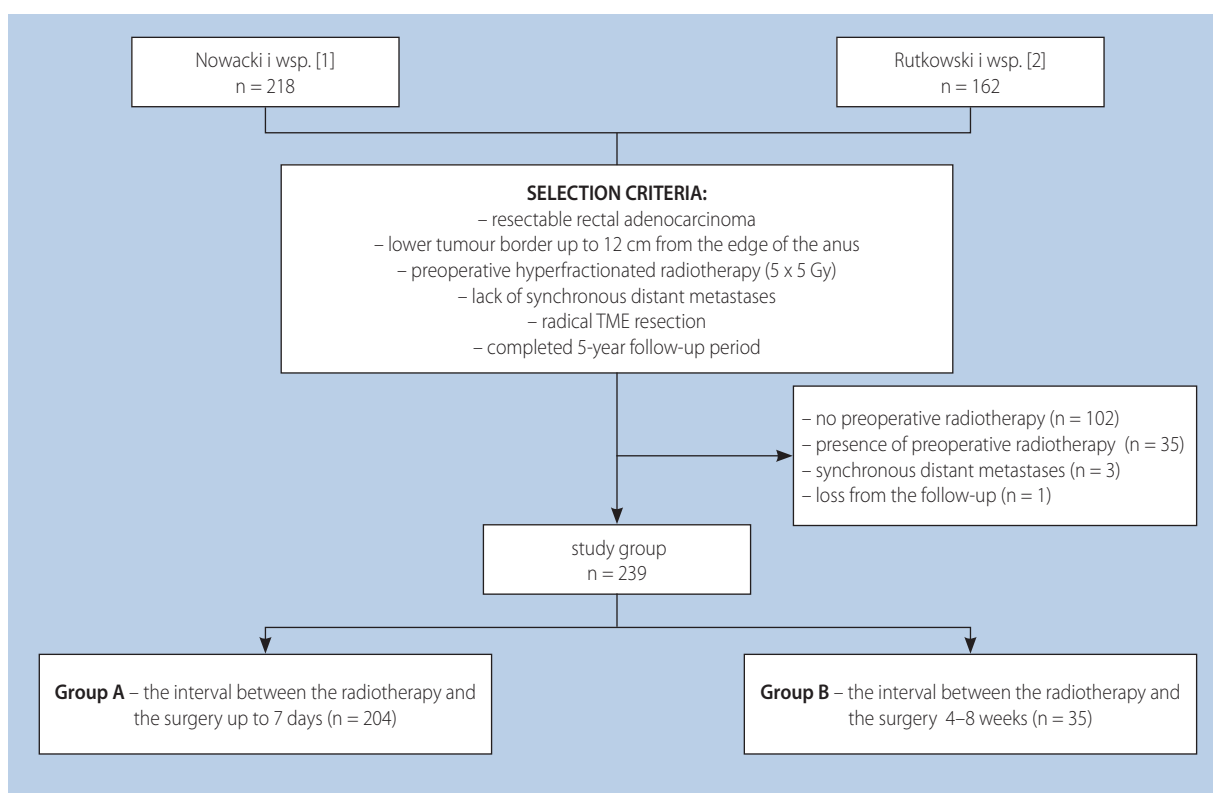 Nowacki i wsp. [1]
n = 218
Rutkowski i wsp. [2]
n = 162
SELECTION CRITERIA:
– resectable rectal adenocarcinoma
– lower tumour border up to 12 cm from the edge of the anus
– preoperative hyperfractionated radiotherapy (5 x 5 Gy)
– lack of synchronous distant metastases
– radical TME resection
– completed 5-year follow-up period
– no preoperative radiotherapy (n = 102)
– presence of preoperative radiotherapy (n = 35)
– synchronous distant metastases (n = 3)
– loss from the follow-up (n = 1)
study group
n = 239
Group A – the interval between the radiotherapy and
the surgery up to 7 days (n = 204)
Group B – the interval between the radiotherapy and
the surgery 4–8 weeks (n = 35)